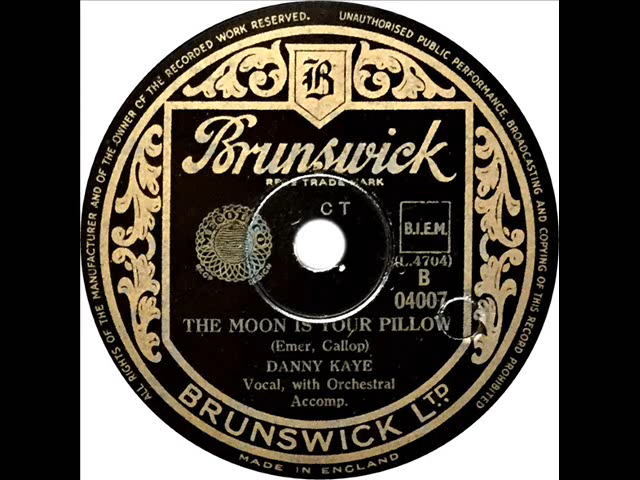 ALL RIGHTS OF THE MANUFACTURER AND OF THE OWNER OF THE RECORDED WORK RESERVED. UNAUTHORISED PUBLIC PERFORMANCE, BROADCASTING AND COPYING OF THIS RECORD PROHIBITED
B
Brunswick
REGD TRADE MARK
CT
B.I.E.M.
(L.4704)
B
04007
THE MOON IS YOUR PILLOW
(Emer, Gallop)
DANNY KAYE
Vocal, with Orchestral
Accomp.
BRUNSWICK LTD.
MADE IN ENGLAND